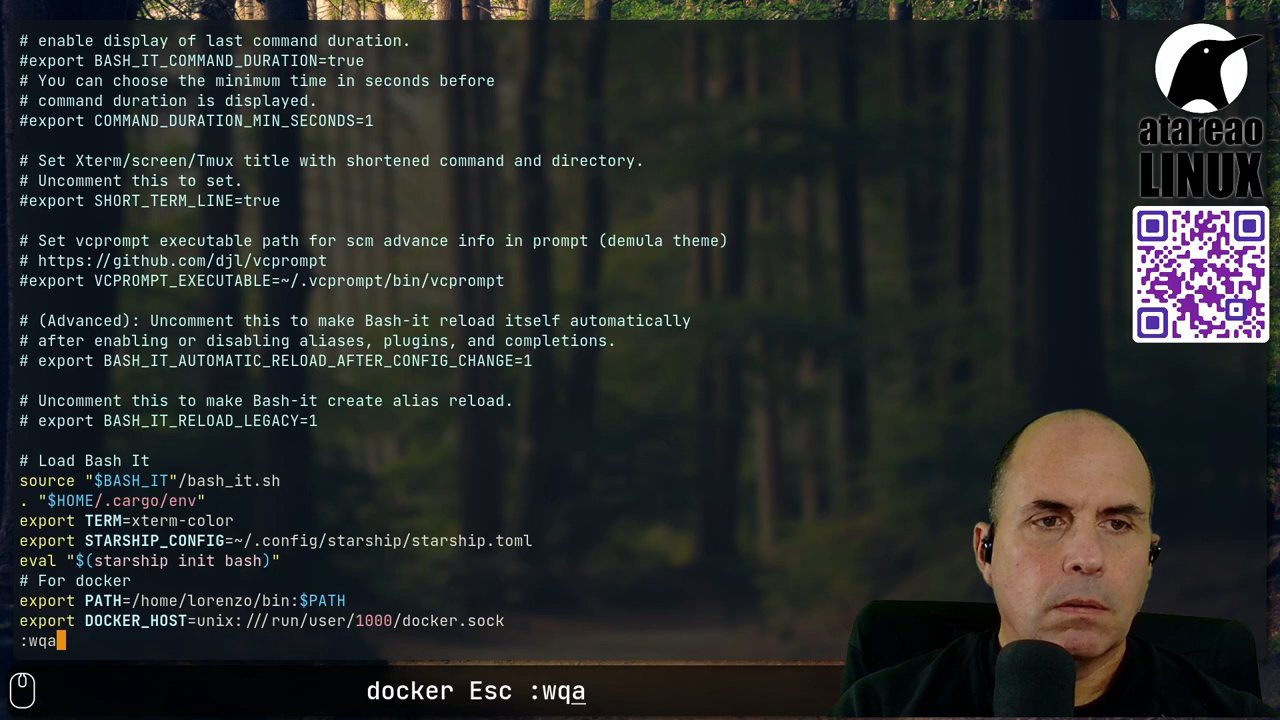 # enable display of last command duration.
#export BASH_IT_COMMAND_DURATION=true
# You can choose the minimum time in seconds before
# command duration is displayed.
#export COMMAND_DURATION_MIN_SECONDS=1
# Set Xterm/screen/Tmux title with shortened command and directory.
# Uncomment this to set.
#export SHORT_TERM_LINE=true
# Set vcprompt executable path for scm advance info in prompt (demula theme)
# https://github.com/djl/vcprompt
#export VCPROMPT_EXECUTABLE=~/.vcprompt/bin/vcprompt
# (Advanced): Uncomment this to make Bash-it reload itself automatically
# after enabling or disabling aliases, plugins, and completions.
# export BASH_IT_AUTOMATIC_RELOAD_AFTER_CONFIG_CHANGE=1
# Uncomment this to make Bash-it create alias reload.
# export BASH_IT_RELOAD_LEGACY=1
# Load Bash It
source "$BASH_IT"/bash_it.sh
. "$HOME/.cargo/env"
export TERM=xterm-color
export STARSHIP_CONFIG=~/.config/starship/starship.toml
eval "$(starship init bash)"
# For docker
export PATH=/home/lorenzo/bin:$PATH
export DOCKER_HOST=unix:///run/user/1000/docker.sock
:wqa
docker Esc :wqa
atareao
LINUX